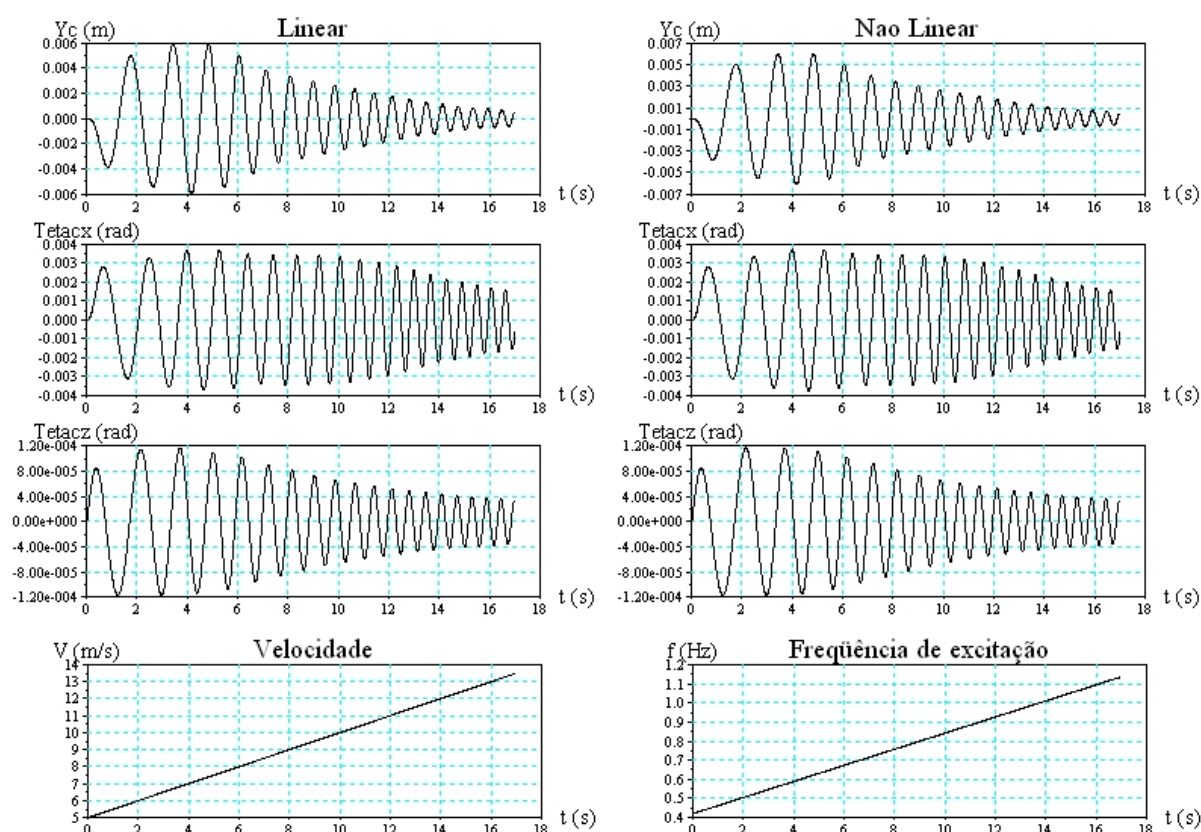 Yc (m) Linear
0.006
0.004
0.002
0.000
-0.002
-0.004
-0.006
0 2 4 6 8 10 12 14 16 18
t (s)
Yc (m) Nao Linear
0.007
0.005
0.003
0.001
-0.001
-0.003
-0.005
-0.007
0 2 4 6 8 10 12 14 16 18
t (s)
Tetacx (rad)
0.004
0.003
0.002
0.001
0.000
-0.001
-0.002
-0.003
-0.004
0 2 4 6 8 10 12 14 16 18
t (s)
Tetacx (rad)
0.004
0.003
0.002
0.001
0.000
-0.001
-0.002
-0.003
-0.004
0 2 4 6 8 10 12 14 16 18
t (s)
Tetacz (rad)
1.20e-004
8.00e-005
4.00e-005
0.00e+000
-4.00e-005
-8.00e-005
-1.20e-004
0 2 4 6 8 10 12 14 16 18
t (s)
Tetacz (rad)
1.20e-004
8.00e-005
4.00e-005
0.00e+000
-4.00e-005
-8.00e-005
-1.20e-004
0 2 4 6 8 10 12 14 16 18
t (s)
V (m/s) Velocidade
14
13
12
11
10
9
8
7
6
5
0 2 4 6 8 10 12 14 16 18
t (s)
f (Hz) Freqüência de excitação
1.2
1.1
1.0
0.9
0.8
0.7
0.6
0.5
0.4
0 2 4 6 8 10 12 14 16 18
t (s)